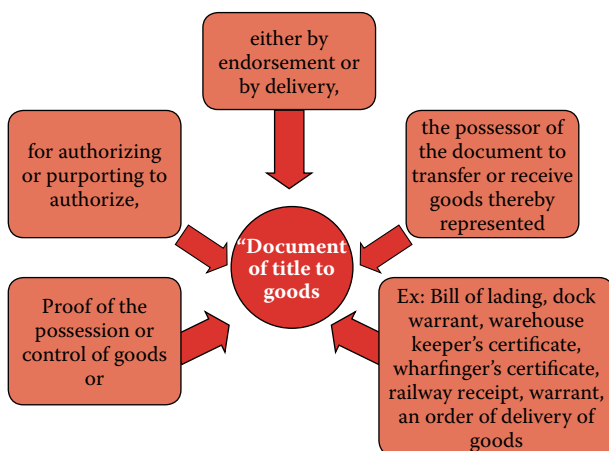 either by
endorsement or
by delivery,
for authorizing
or purporting to
authorize,
the possessor of
the document to
transfer or receive
goods thereby
represented
“Document
of title to
goods
Proof of the
possession or
control of goods
or
Ex: Bill of lading, dock
warrant, warehouse
keeper’s certificate,
wharfinger’s certificate,
railway receipt, warrant,
an order of delivery of
goods